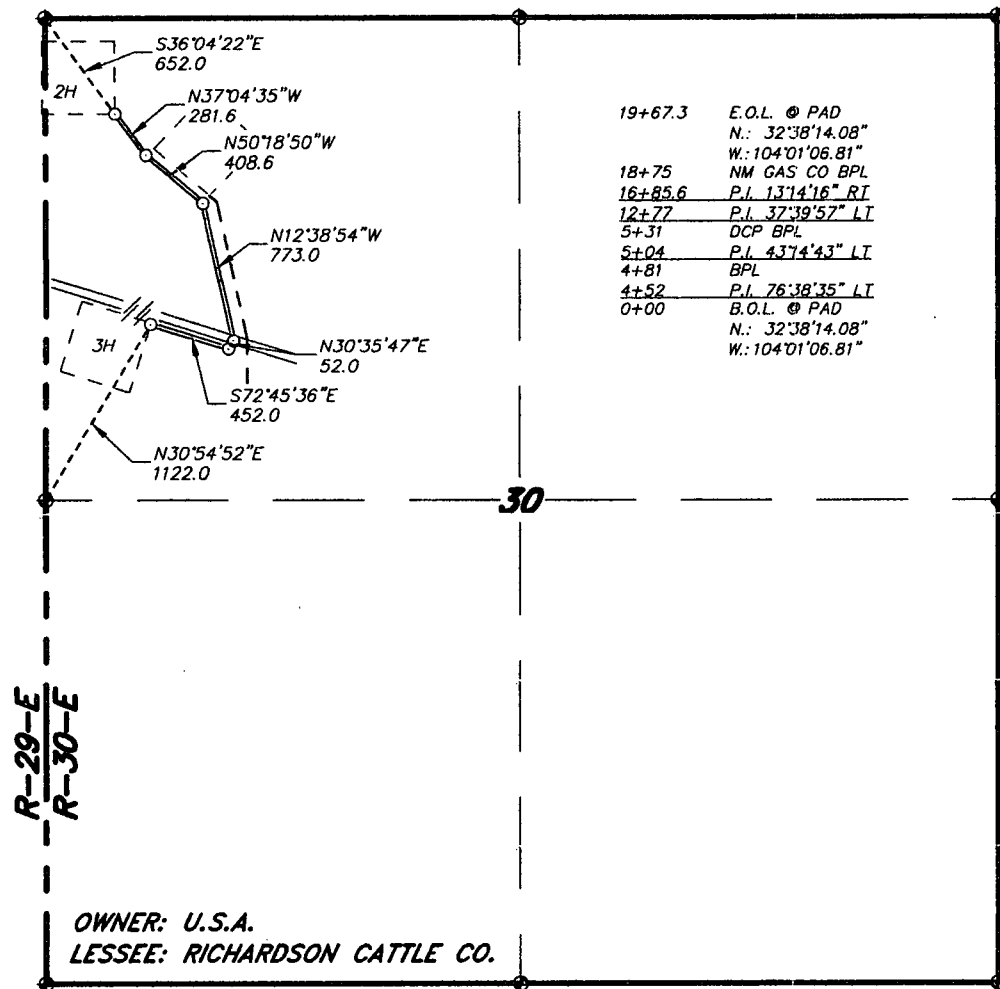 S36°04'22"E
652.0
2H
N37°04'35"W
281.6
N50°18'50"W
408.6
N12°38'54"W
773.0
3H
N30°35'47"E
52.0
S72°45'36"E
452.0
N30°54'52"E
1122.0
19+67.3 E.O.L. @ PAD
N.: 32°38'14.08"
W.: 104°01'06.81"
18+75 NM GAS CO BPL
16+85.6 P.I. 13°14'16" RT
12+77 P.I. 37°39'57" LT
5+31 DCP BPL
5+04 P.I. 43°14'43" LT
4+81 BPL
4+52 P.I. 76°38'35" LT
0+00 B.O.L. @ PAD
N.: 32°38'14.08"
W.: 104°01'06.81"
30
R-29-E
R-30-E
OWNER: U.S.A.
LESSEE: RICHARDSON CATTLE CO.